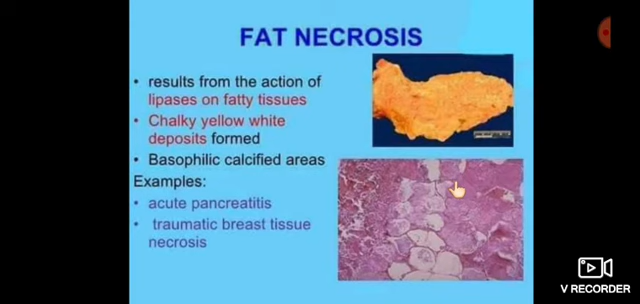 FAT NECROSIS
• results from the action of
lipases on fatty tissues
• Chalky yellow white
deposits formed
• Basophilic calcified areas
Examples:
• acute pancreatitis
• traumatic breast tissue
necrosis
V RECORDER